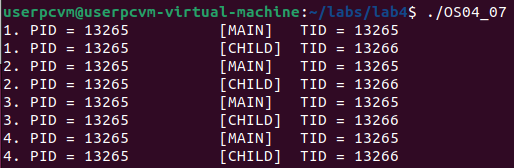 userpcvm@userpcvm-virtual-machine:~/labs/lab4$ ./OS04_07
1. PID = 13265 [MAIN] TID = 13265
1. PID = 13265 [CHILD] TID = 13266
2. PID = 13265 [MAIN] TID = 13265
2. PID = 13265 [CHILD] TID = 13266
3. PID = 13265 [MAIN] TID = 13265
3. PID = 13265 [CHILD] TID = 13266
4. PID = 13265 [MAIN] TID = 13265
4. PID = 13265 [CHILD] TID = 13266